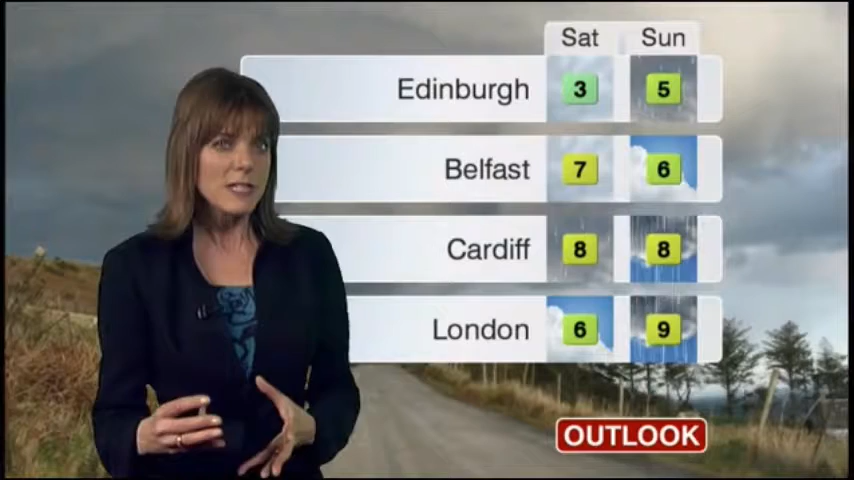 Sat Sun
Edinburgh 3 5
Belfast 7 6
Cardiff 8 8
London 6 9
OUTLOOK